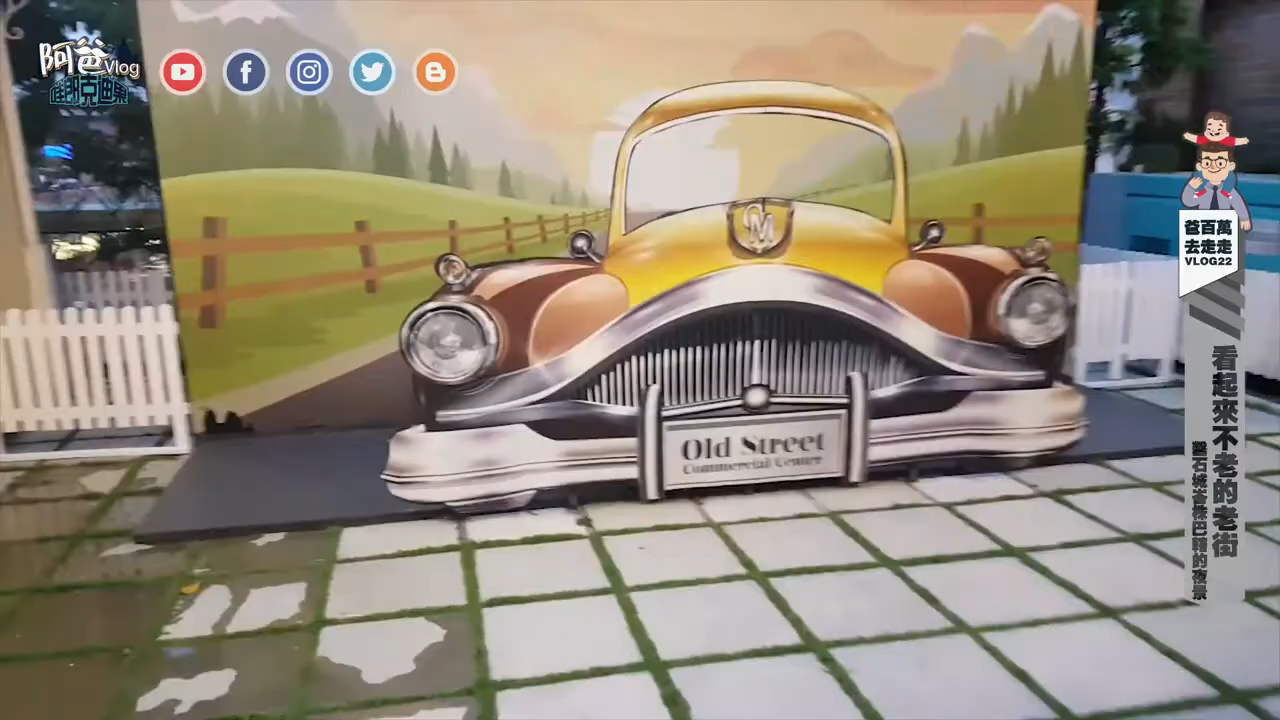 阿爸Vlog
爸百萬
去走走
VLOG22
看起來不老的老街
GM
Old Street
Commercial Center